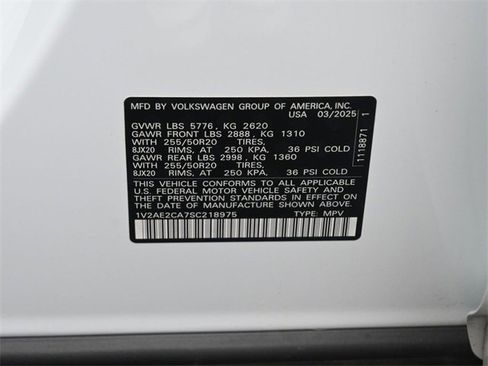 MFD BY VOLKSWAGEN GROUP OF AMERICA, INC.
USA 03/2025
GVWR LBS 5776, KG 2620
GAWR FRONT LBS 2888, KG 1310
WITH 255/50R20 TIRES,
8JX20 RIMS, AT 250 KPA, 36 PSI COLD
GAWR REAR LBS 2998, KG 1360
WITH 255/50R20 TIRES,
8JX20 RIMS, AT 250 KPA, 36 PSI COLD
THIS VEHICLE CONFORMS TO ALL APPLICABLE
U.S. FEDERAL MOTOR VEHICLE SAFETY AND
THEFT PREVENTION STANDARDS IN EFFECT ON
THE DATE OF MANUFACTURE SHOWN ABOVE.
1V2AE2CA7SC218975 TYPE: MPV
1118871 1